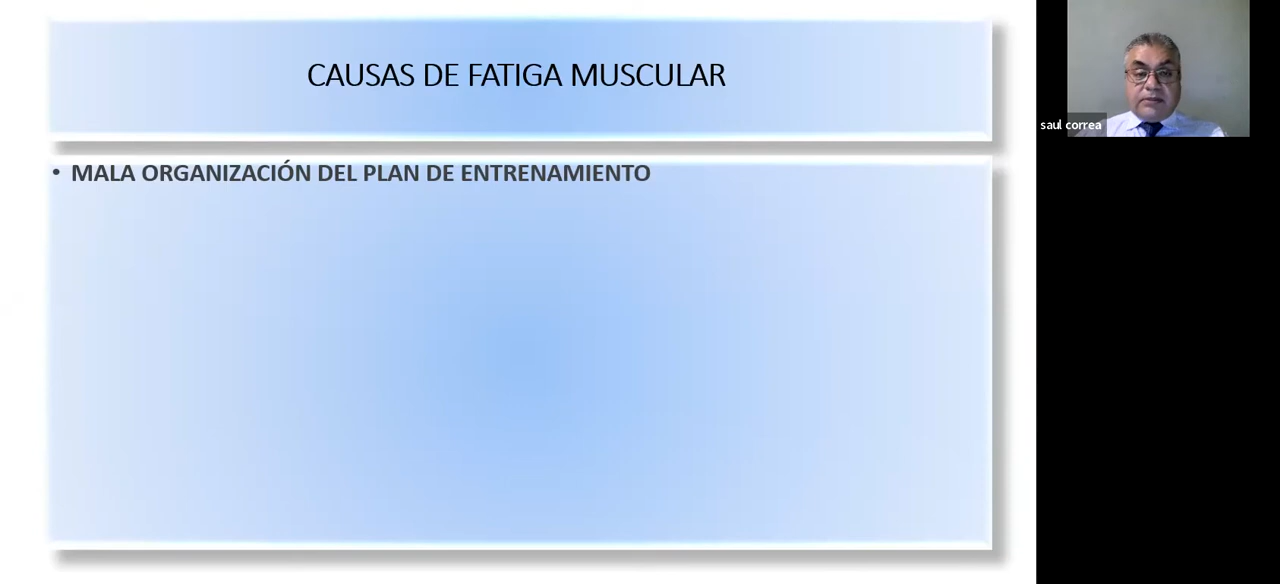 CAUSAS DE FATIGA MUSCULAR
• MALA ORGANIZACIÓN DEL PLAN DE ENTRENAMIENTO
saul correa